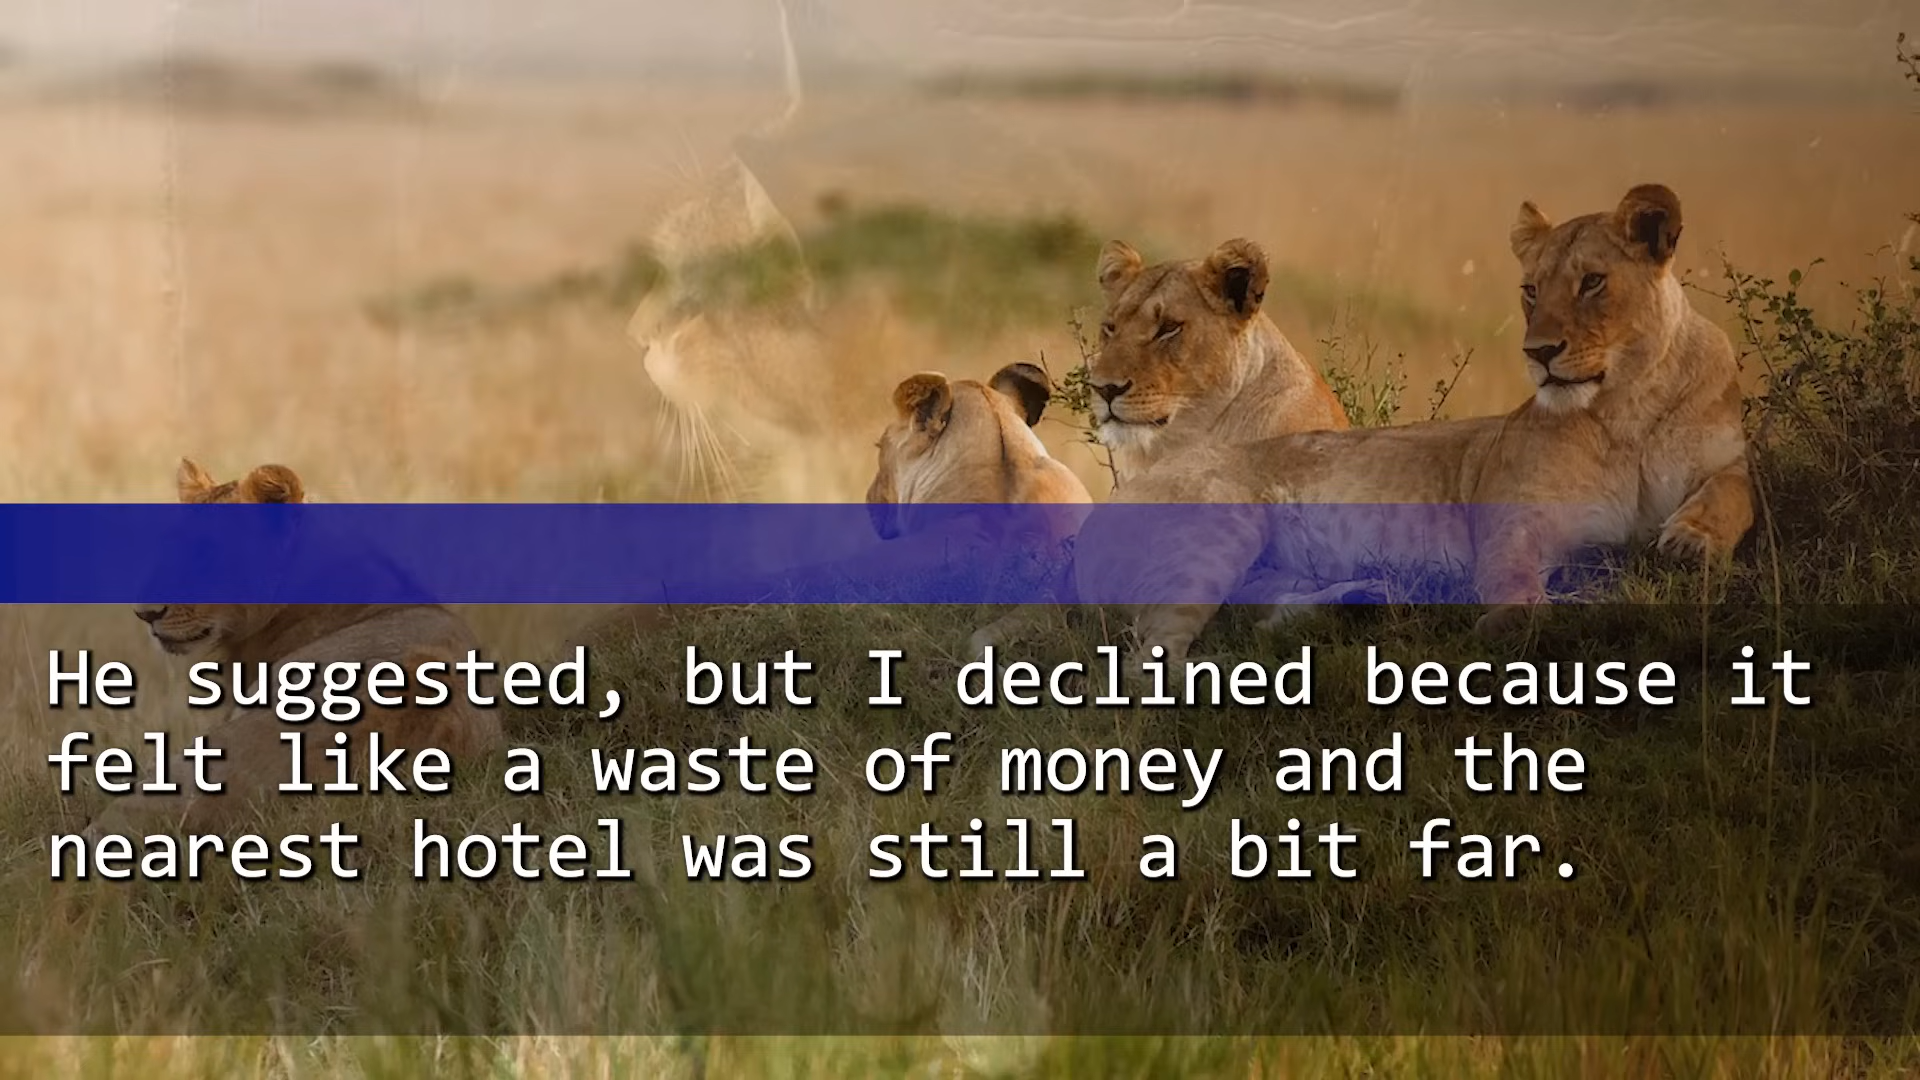 He suggested, but I declined because it
felt like a waste of money and the
nearest hotel was still a bit far.